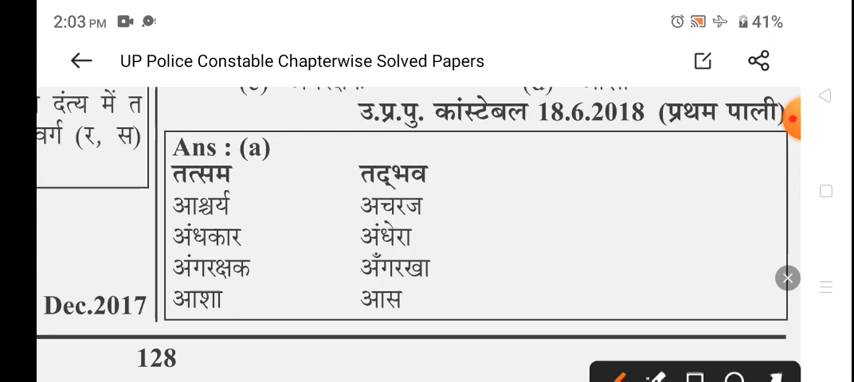 2:03 PM 41%
UP Police Constable Chapterwise Solved Papers
दंत्य में त
वर्ग (र, स)
Dec.2017
उ.प्र.पु. कांस्टेबल 18.6.2018 (प्रथम पाली)
Ans : (a)
तत्सम तद्भव
आश्चर्य अचरज
अंधकार अंधेरा
अंगरक्षक अँगरखा
आशा आस
128